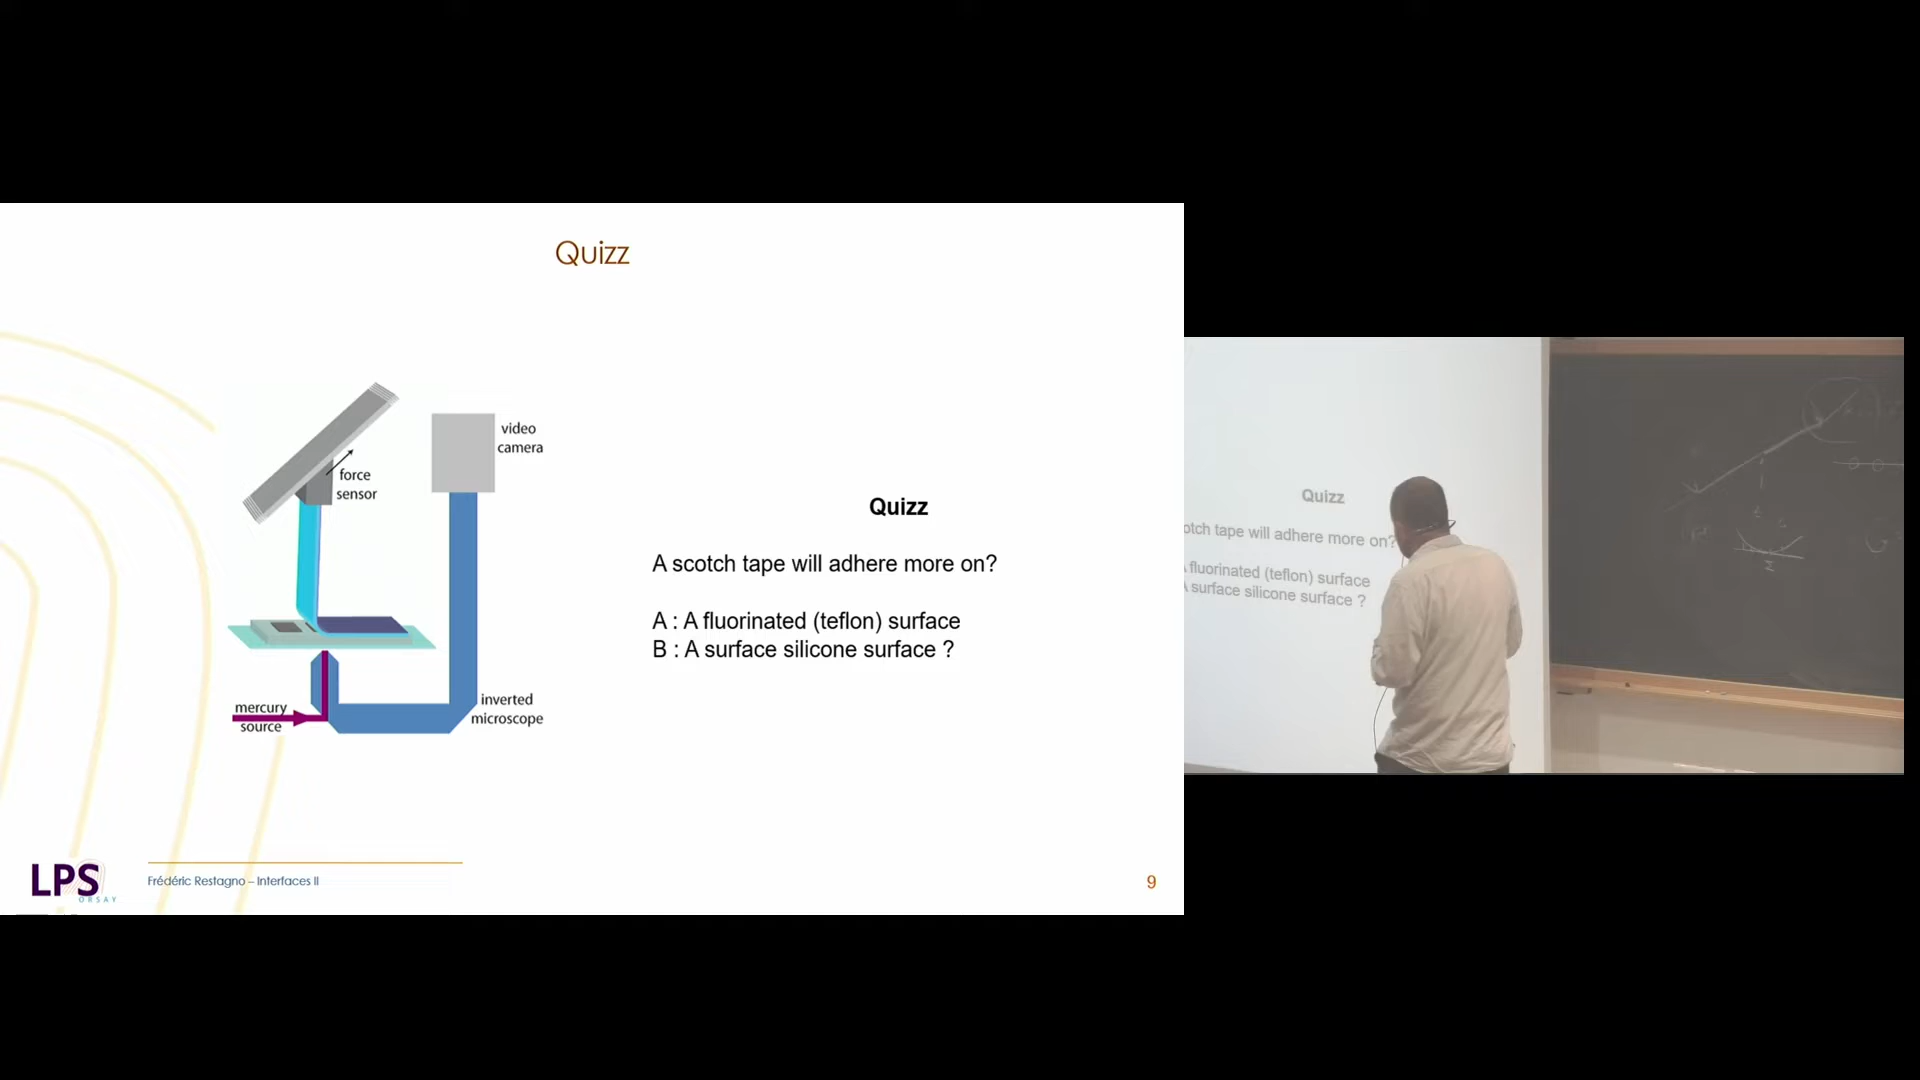 Quizz
video
camera
force
sensor
Quizz
A scotch tape will adhere more on?
A : A fluorinated (teflon) surface
B : A surface silicone surface ?
mercury
source
inverted
microscope
LPS
ORSAY
Frédéric Restagno – Interfaces II
9
Quizz
otch tape will adhere more on?
fluorinated (teflon) surface
surface silicone surface ?